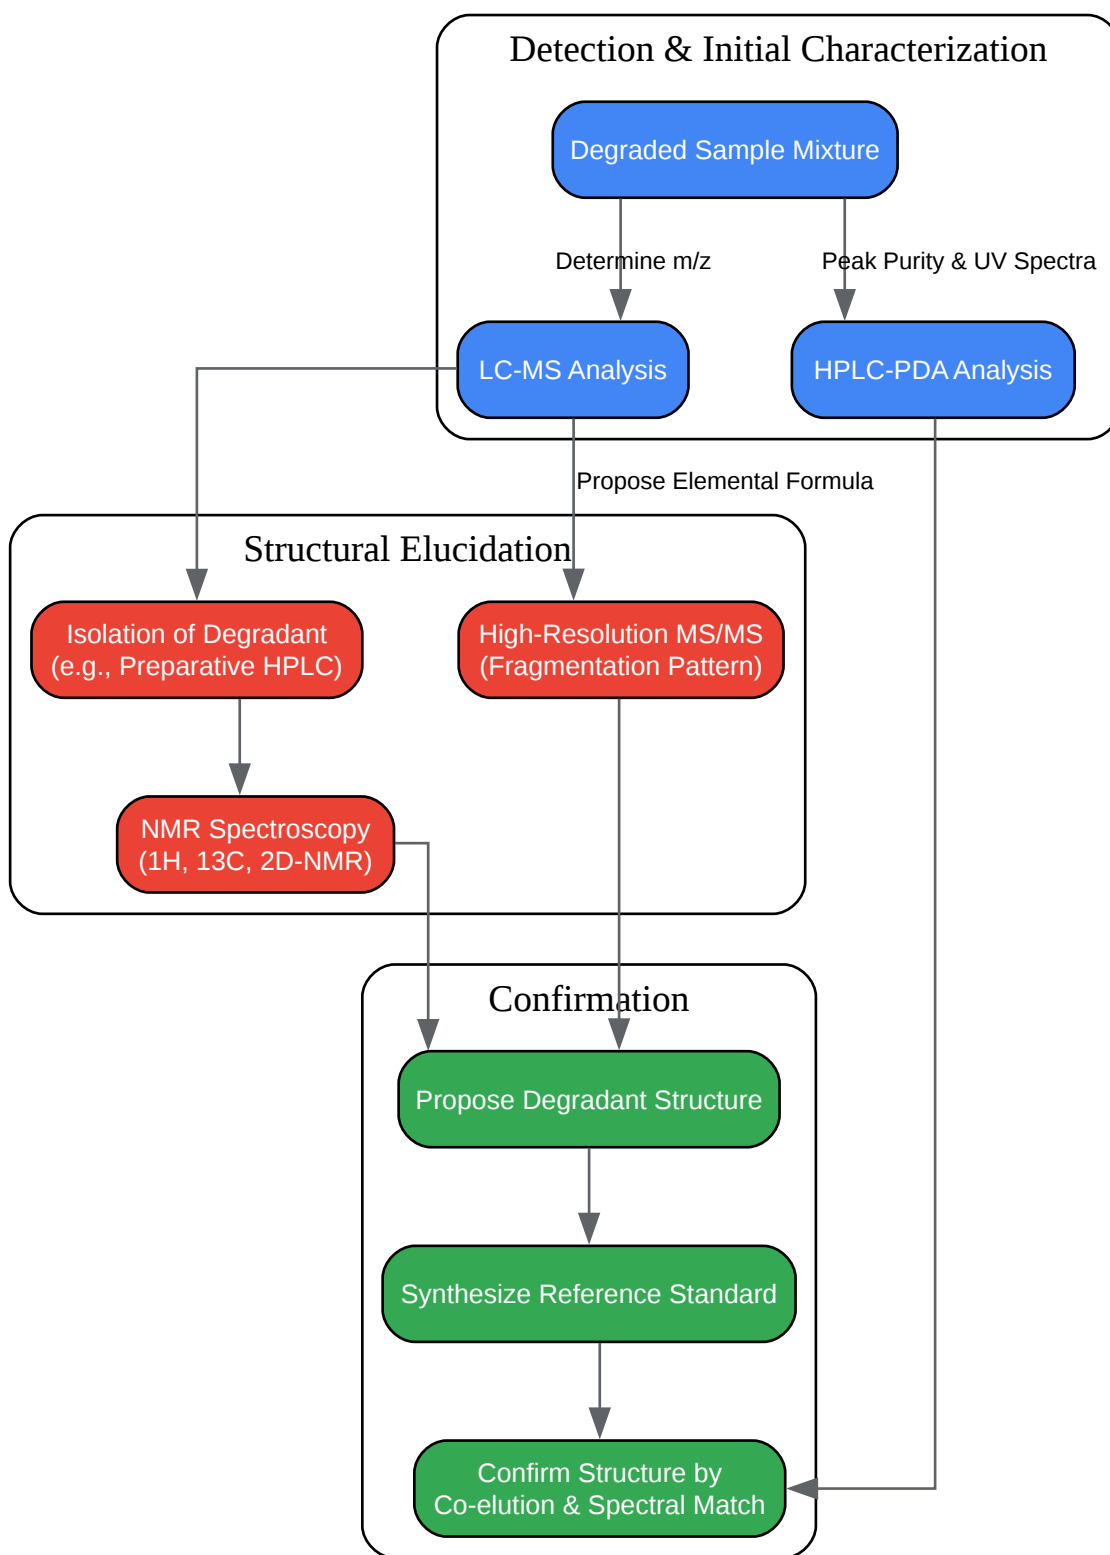 Detection & Initial Characterization
Degraded Sample Mixture
Determine m/z
Peak Purity & UV Spectra
LC-MS Analysis
HPLC-PDA Analysis
Propose Elemental Formula
Structural Elucidation
Isolation of Degradant
(e.g., Preparative HPLC)
High-Resolution MS/MS
(Fragmentation Pattern)
NMR Spectroscopy
(1H, 13C, 2D-NMR)
Confirmation
Propose Degradant Structure
Synthesize Reference Standard
Confirm Structure by
Co-elution & Spectral Match